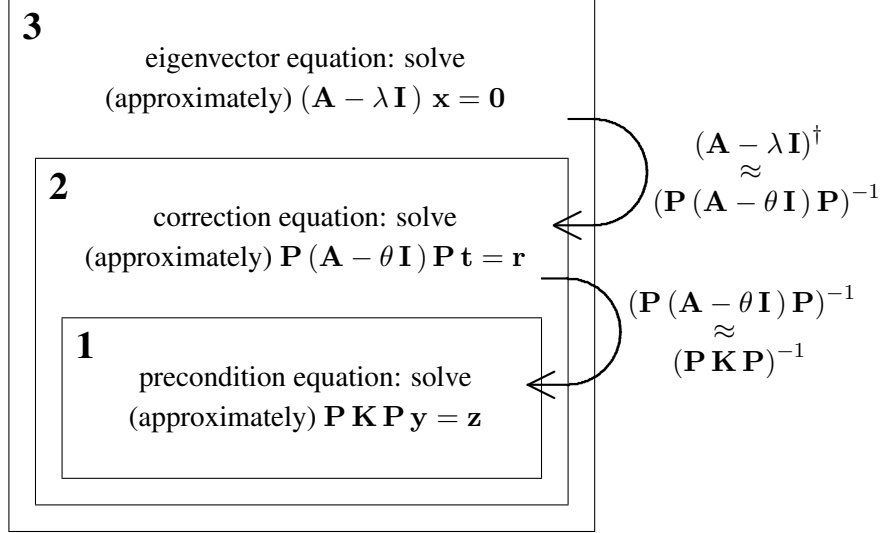 3
eigenvector equation: solve
(approximately) (A − λ I) x = 0
(A − λ I)†
≈
(P (A − θ I) P)⁻¹
2
correction equation: solve
(approximately) P (A − θ I) P t = r
(P (A − θ I) P)⁻¹
≈
(P K P)⁻¹
1
precondition equation: solve
(approximately) P K P y = z